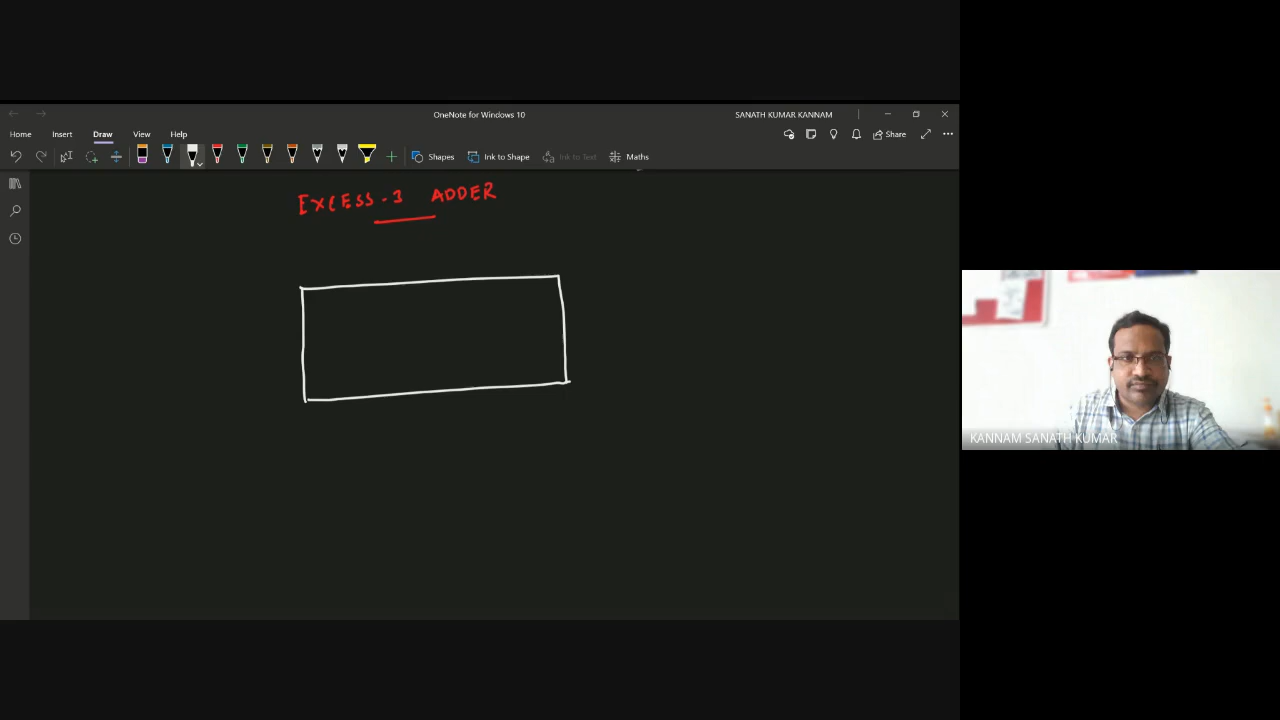 OneNote for Windows 10
SANATH KUMAR KANNAM
Home Insert Draw View Help
Share
Shapes Ink to Shape Ink to Text Maths
EXCESS-3 ADDER
KANNAM SANATH KUMAR